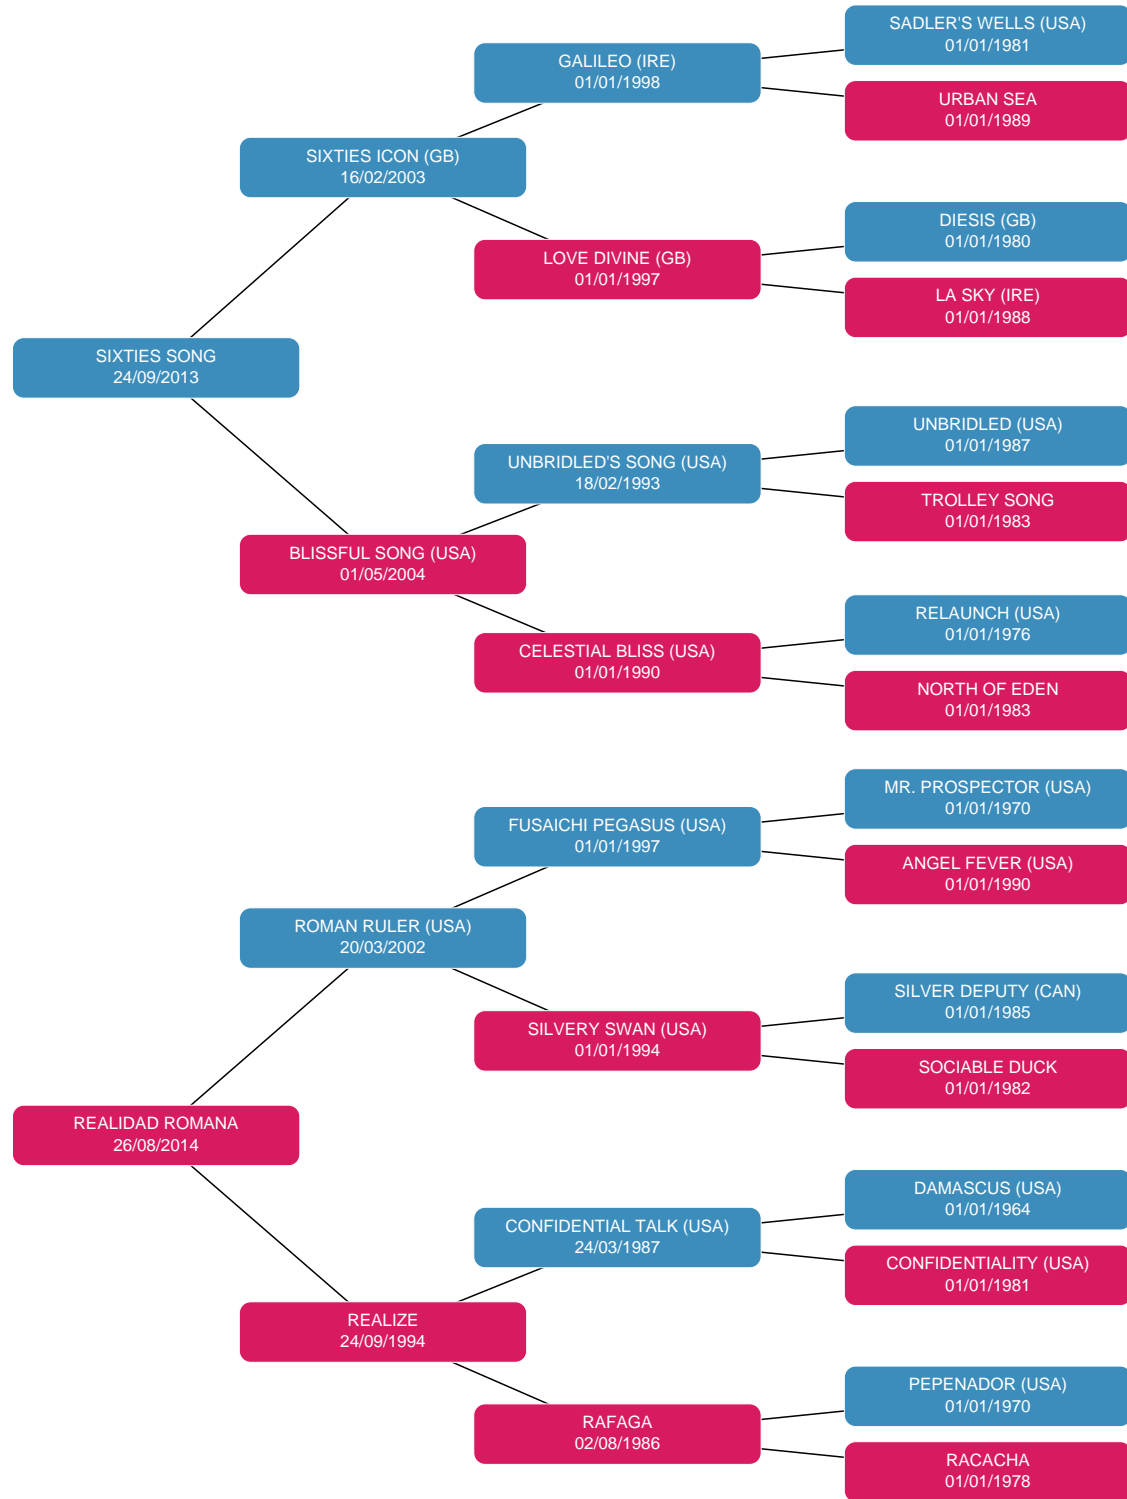 SADLER'S WELLS (USA)
01/01/1981
GALILEO (IRE)
01/01/1998
URBAN SEA
01/01/1989
SIXTIES ICON (GB)
16/02/2003
DIESIS (GB)
01/01/1980
LOVE DIVINE (GB)
01/01/1997
LA SKY (IRE)
01/01/1988
SIXTIES SONG
24/09/2013
UNBRIDLED (USA)
01/01/1987
UNBRIDLED'S SONG (USA)
18/02/1993
TROLLEY SONG
01/01/1983
BLISSFUL SONG (USA)
01/05/2004
RELAUNCH (USA)
01/01/1976
CELESTIAL BLISS (USA)
01/01/1990
NORTH OF EDEN
01/01/1983
MR. PROSPECTOR (USA)
01/01/1970
FUSAICHI PEGASUS (USA)
01/01/1997
ANGEL FEVER (USA)
01/01/1990
ROMAN RULER (USA)
20/03/2002
SILVER DEPUTY (CAN)
01/01/1985
SILVERY SWAN (USA)
01/01/1994
SOCIABLE DUCK
01/01/1982
REALIDAD ROMANA
26/08/2014
DAMASCUS (USA)
01/01/1964
CONFIDENTIAL TALK (USA)
24/03/1987
CONFIDENTIALITY (USA)
01/01/1981
REALIZE
24/09/1994
PEPENADOR (USA)
01/01/1970
RAFAGA
02/08/1986
RACACHA
01/01/1978